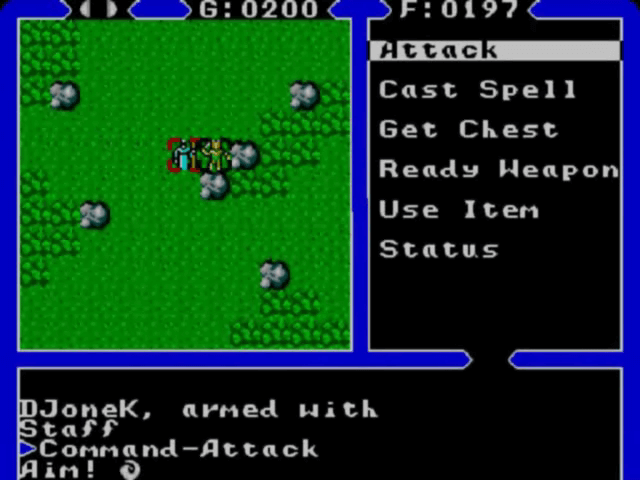 G:0200
F:0197
Attack
Cast Spell
Get Chest
Ready Weapon
Use Item
Status
DJoneK, armed with
Staff
Command-Attack
Aim!